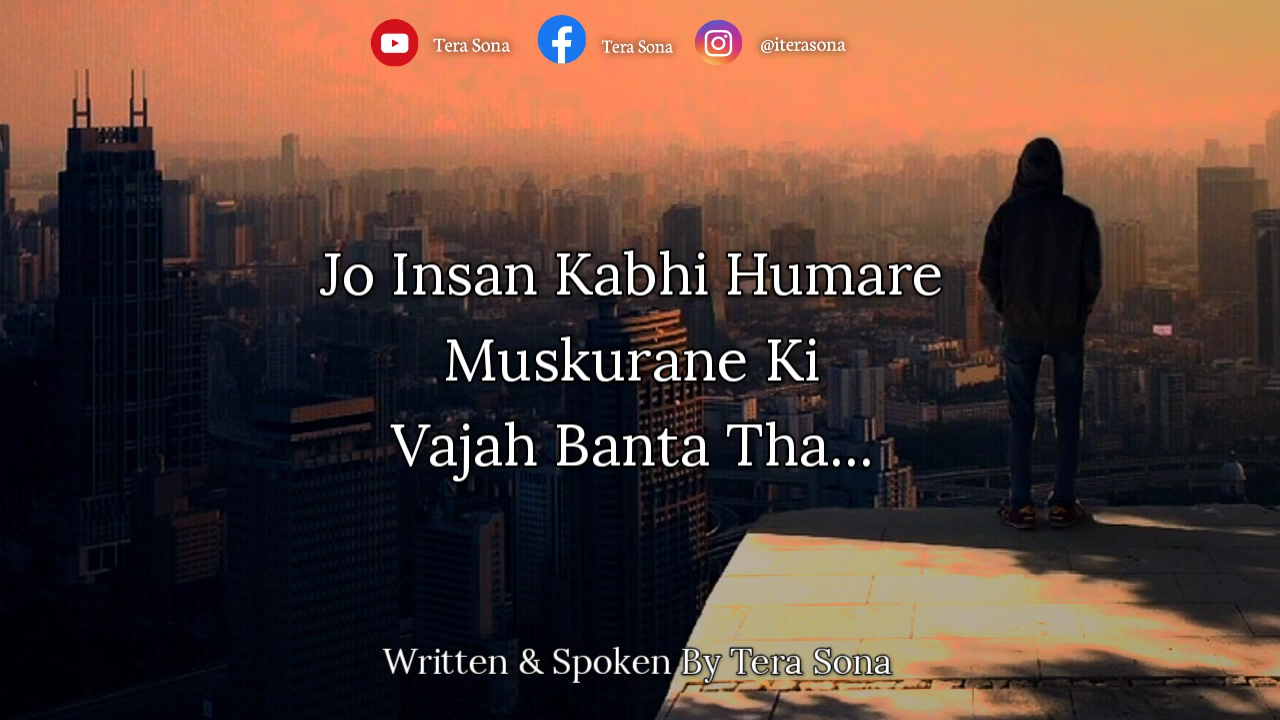 Tera Sona Tera Sona @iterasona
Jo Insan Kabhi Humare
Muskurane Ki
Vajah Banta Tha...
Written & Spoken By Tera Sona